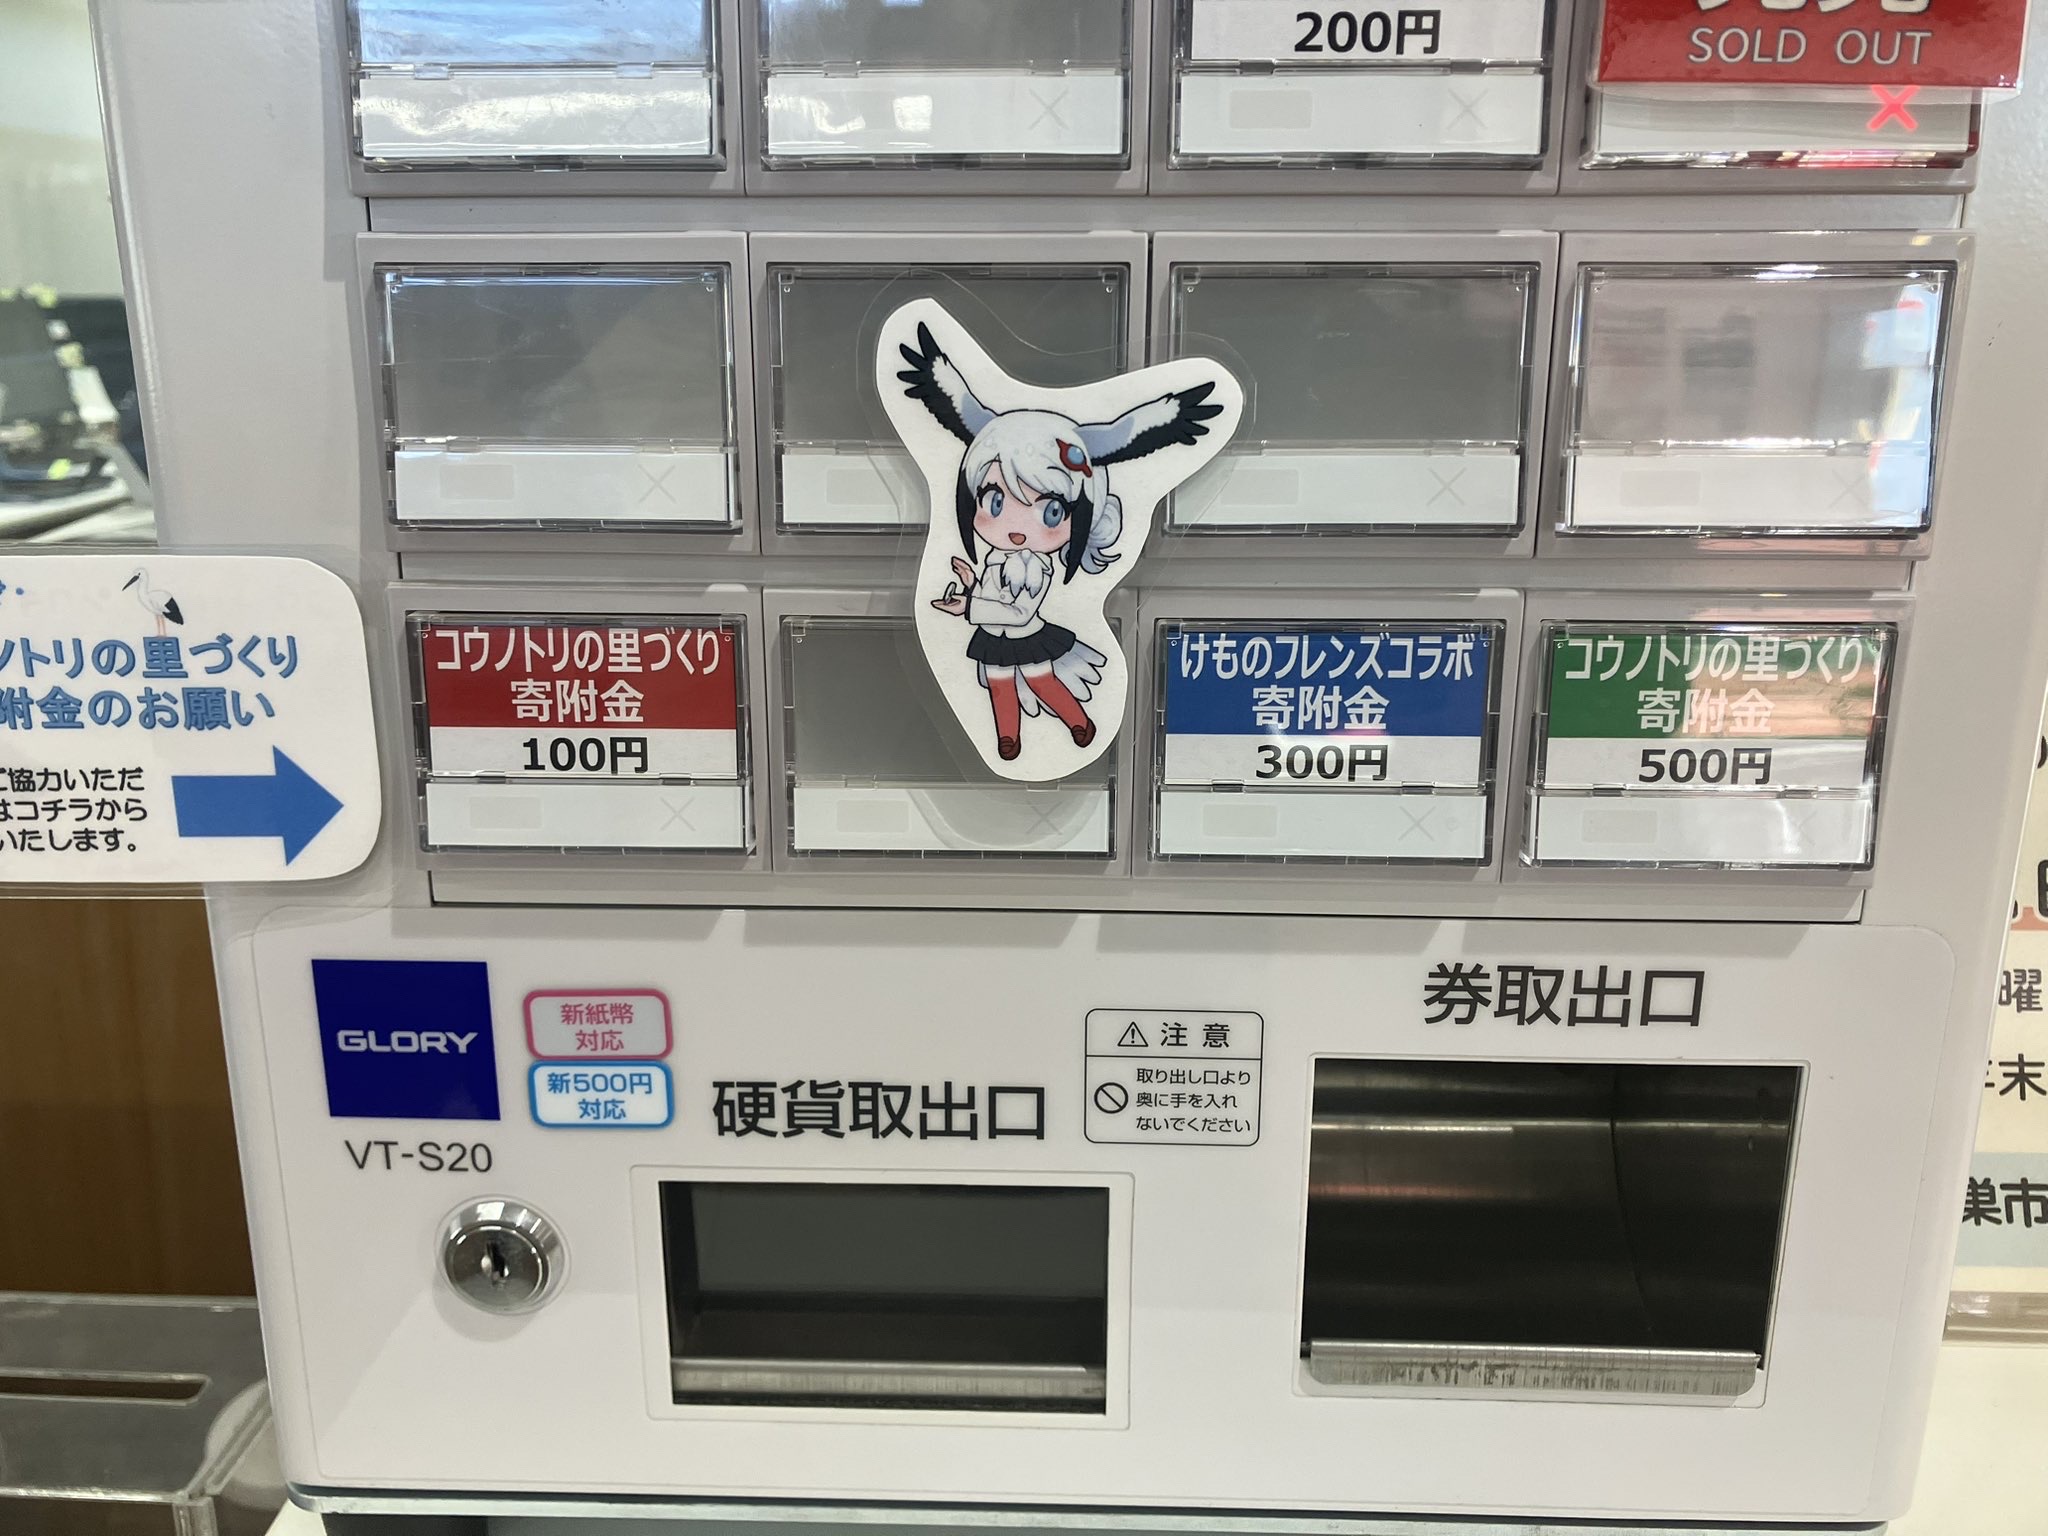 200円
SOLD OUT
コウノトリの里づくり
寄附金
100円
けものフレンズコラボ
寄附金
300円
コウノトリの里づくり
寄附金
500円
ノトリの里づくり
附金のお願い
ご協力いただ
はコチラから
いたします。
GLORY
VT-S20
新紙幣
対応
新500円
対応
硬貨取出口
注意
取り出し口より
奥に手を入れ
ないでください
券取出口
曜
年末
巣市